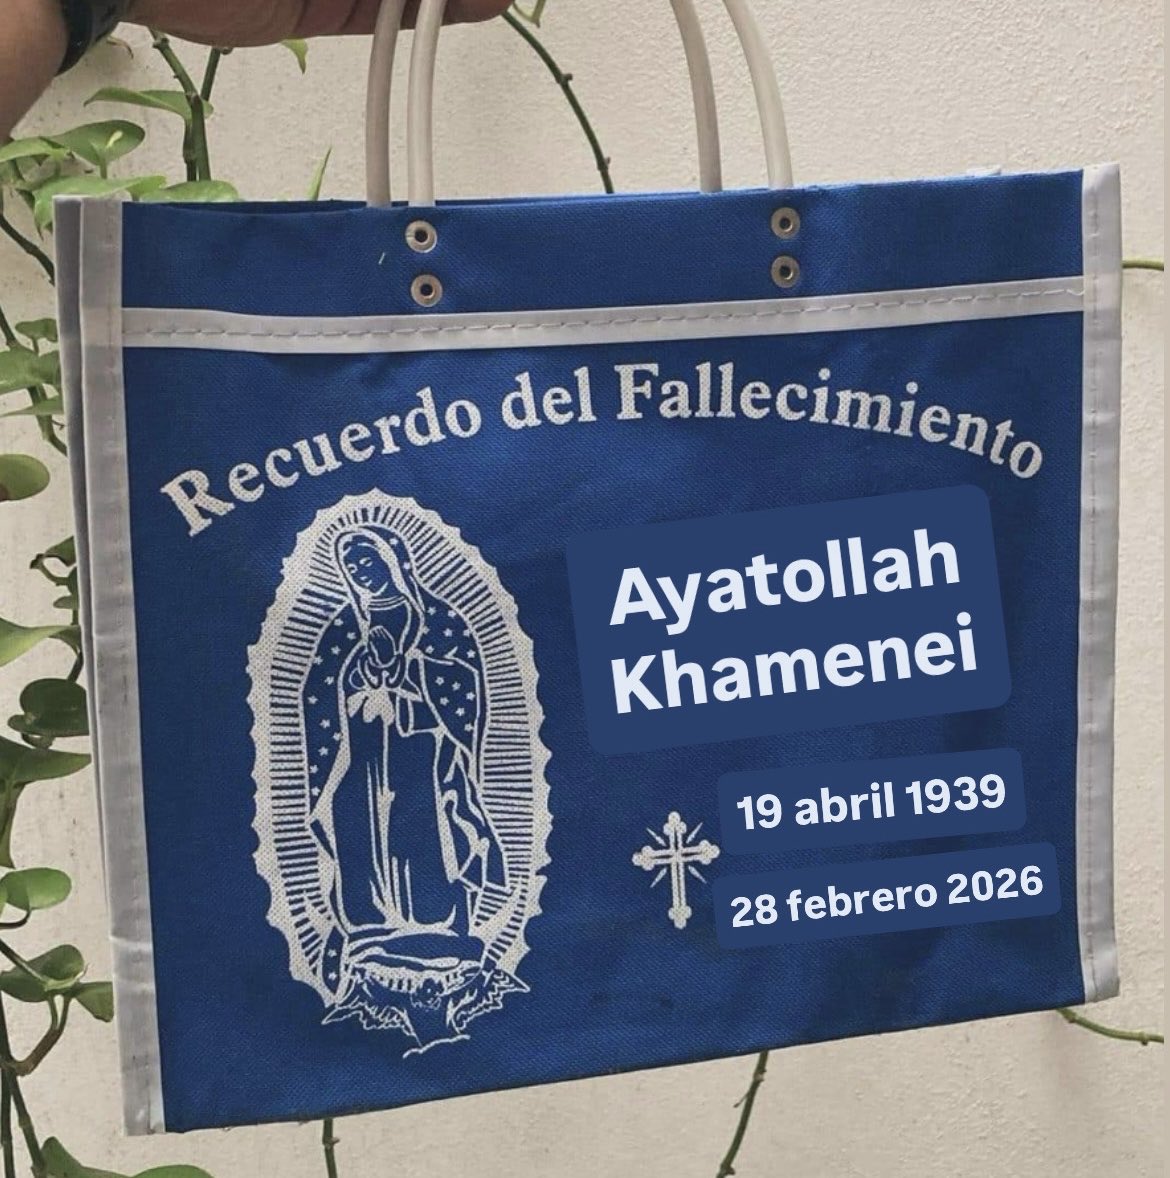 Recuerdo del Fallecimiento
Ayatollah
Khamenei
19 abril 1939
28 febrero 2026